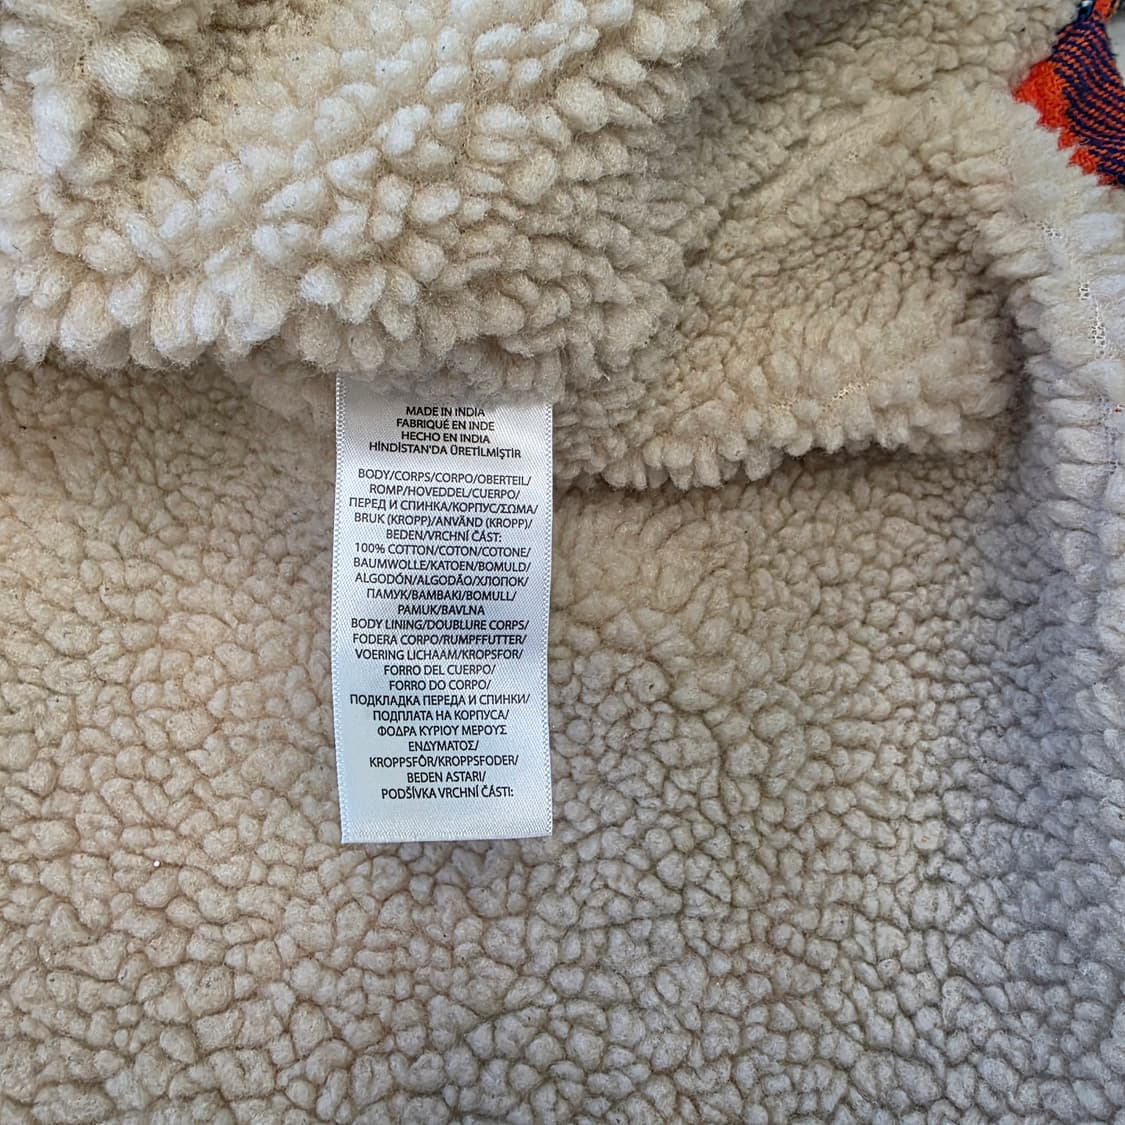 MADE IN INDIA
FABRIQUÉ EN INDE
HECHO EN INDIA
HİNDİSTAN'DA ÜRETİLMİŞTİR
BODY/CORPS/CORPO/OBERTEIL/
ROMP/HOVEDDEL/CUERPO/
ПЕРЕД И СПИНКА/КОРПУС/ΣΩΜΑ/
BRUK (KROPP)/ANVÄND (KROPP)/
BEDEN/VRCHNÍ ČÁST:
100% COTTON/COTON/COTONE/
BAUMWOLLE/KATOEN/BOMULD/
ALGODÓN/ALGODÃO/ХЛОПОК/
ПАМУК/ΒΑΜΒΑΚΙ/BOMULL/
PAMUK/BAVLNA
BODY LINING/DOUBLURE CORPS/
FODERA CORPO/RUMPFFUTTER/
VOERING LICHAAM/KROPSFOR/
FORRO DEL CUERPO/
FORRO DO CORPO/
ПОДКЛАДКА ПЕРЕДА И СПИНКИ/
ПОДПЛАТА НА КОРПУСА/
ΦΟΔΡΑ ΚΥΡΙΟΥ ΜΕΡΟΥΣ
ΕΝΔΥΜΑΤΟΣ/
KROPPSFÔR/KROPPSFODER/
BEDEN ASTARI/
PODŠÍVKA VRCHNÍ ČÁSTI: